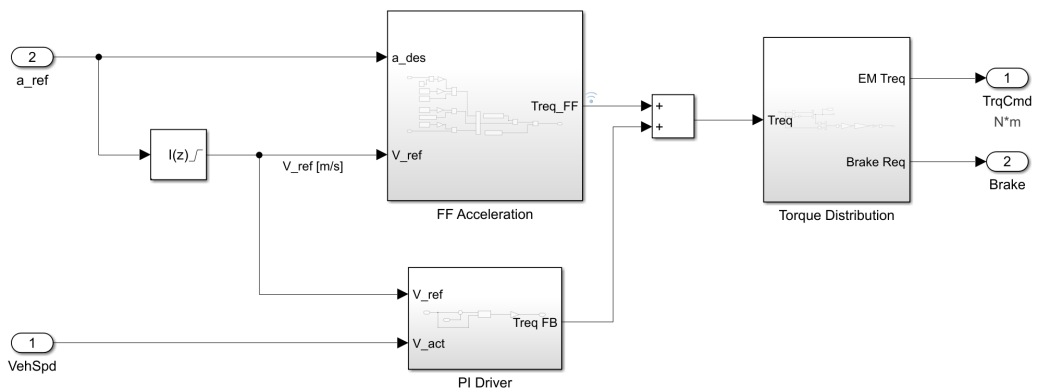 2
a_ref
I(z)
V_ref [m/s]
a_des
V_ref
Treq_FF
FF Acceleration
+
+
Treq
EM Treq
Brake Req
Torque Distribution
1
TrqCmd
N*m
2
Brake
V_ref
V_act
Treq FB
PI Driver
1
VehSpd